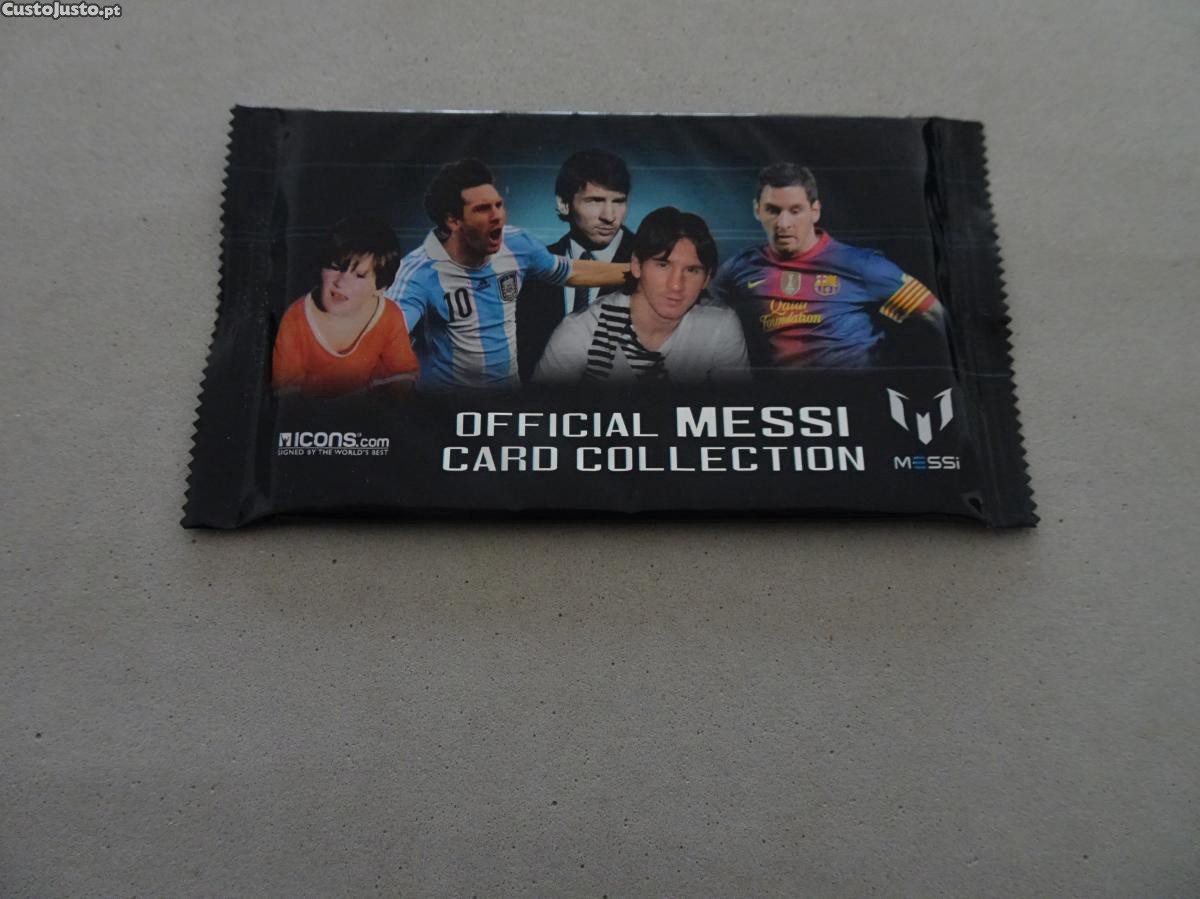 CustoJusto.pt
10
Qatar
Foundation
OFFICIAL MESSI
CARD COLLECTION
ICONS.com
SIGNED BY THE WORLD'S BEST
MESSi